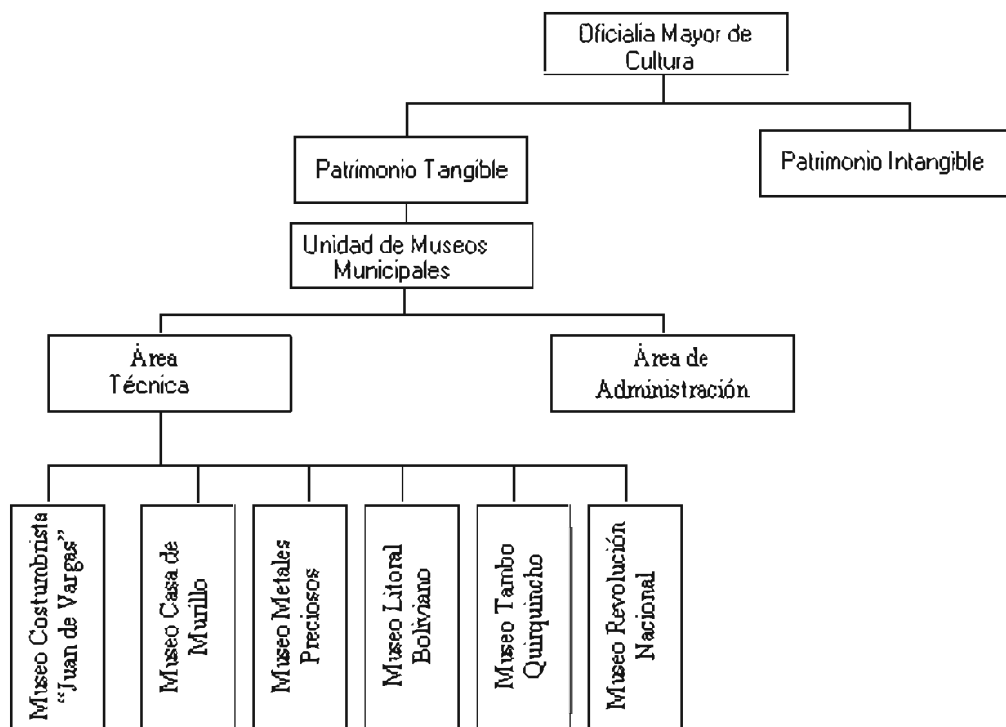 Oficialía Mayor de
Cultura
Patrimonio Tangible
Patrimonio Intangible
Unidad de Museos
Municipales
Área
Técnica
Área de
Administración
Museo Costumbrista
“Juan de Vargas”
Museo Casa de
Murillo
Museo Metales
Preciosos
Museo Litoral
Boliviano
Museo Tambo
Quirquincho
Museo Revolución
Nacional